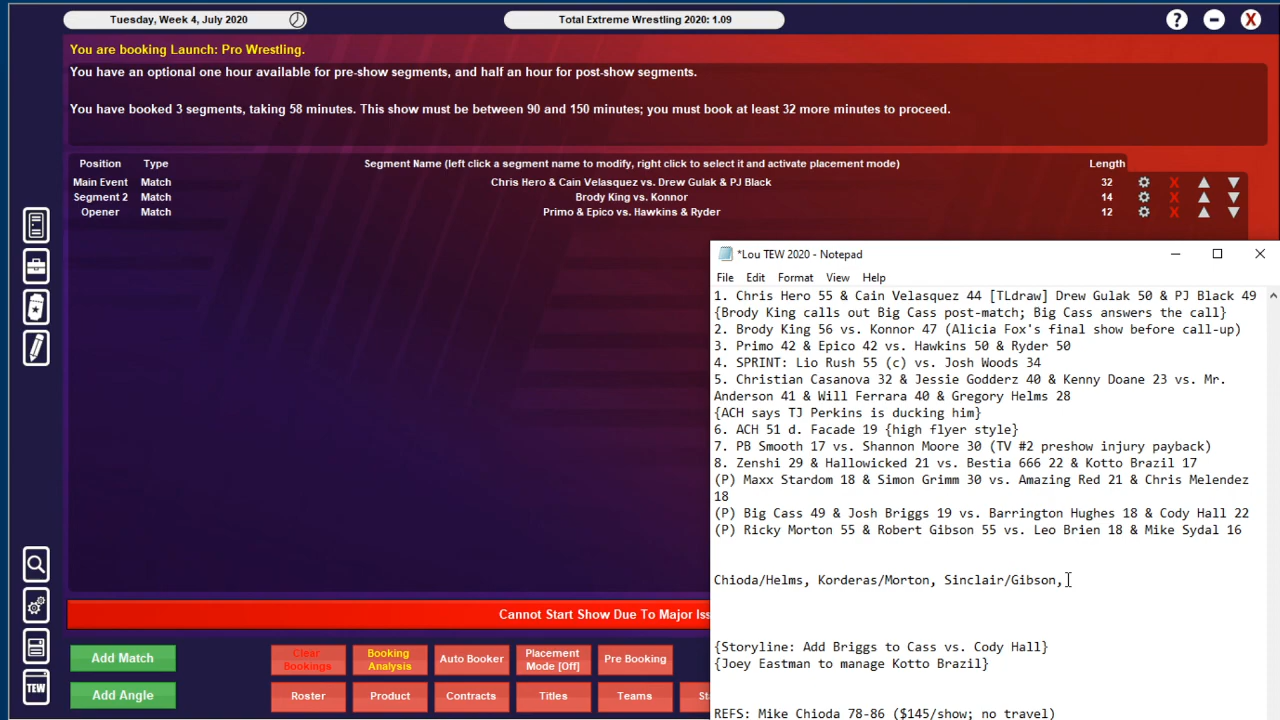 Tuesday, Week 4, July 2020
Total Extreme Wrestling 2020: 1.09
?
X
You are booking Launch: Pro Wrestling.
You have an optional one hour available for pre-show segments, and half an hour for post-show segments.
You have booked 3 segments, taking 58 minutes. This show must be between 90 and 150 minutes; you must book at least 32 more minutes to proceed.
Position Type Segment Name (left click a segment name to modify, right click to select it and activate placement mode) Length
Main Event Match Chris Hero & Cain Velasquez vs. Drew Gulak & PJ Black 32 X
Segment 2 Match Brody King vs. Konnor 14 X
Opener Match Primo & Epico vs. Hawkins & Ryder 12 X
*Lou TEW 2020 - Notepad
File Edit Format View Help
1. Chris Hero 55 & Cain Velasquez 44 [TLdraw] Drew Gulak 50 & PJ Black 49
{Brody King calls out Big Cass post-match; Big Cass answers the call}
2. Brody King 56 vs. Konnor 47 (Alicia Fox's final show before call-up)
3. Primo 42 & Epico 42 vs. Hawkins 50 & Ryder 50
4. SPRINT: Lio Rush 55 (c) vs. Josh Woods 34
5. Christian Casanova 32 & Jessie Godderz 40 & Kenny Doane 23 vs. Mr.
Anderson 41 & Will Ferrara 40 & Gregory Helms 28
{ACH says TJ Perkins is ducking him}
6. ACH 51 d. Facade 19 {high flyer style}
7. PB Smooth 17 vs. Shannon Moore 30 (TV #2 preshow injury payback)
8. Zenshi 29 & Hallowicked 21 vs. Bestia 666 22 & Kotto Brazil 17
(P) Maxx Stardom 18 & Simon Grimm 30 vs. Amazing Red 21 & Chris Melendez
18
(P) Big Cass 49 & Josh Briggs 19 vs. Barrington Hughes 18 & Cody Hall 22
(P) Ricky Morton 55 & Robert Gibson 55 vs. Leo Brien 18 & Mike Sydal 16
Chioda/Helms, Korderas/Morton, Sinclair/Gibson,
{Storyline: Add Briggs to Cass vs. Cody Hall}
{Joey Eastman to manage Kotto Brazil}
REFS: Mike Chioda 78-86 ($145/show; no travel)
Cannot Start Show Due To Major Iss
Add Match
Clear Bookings
Booking Analysis
Auto Booker
Placement Mode [Off]
Pre Booking
Add Angle
Roster
Product
Contracts
Titles
Teams
St
TEW